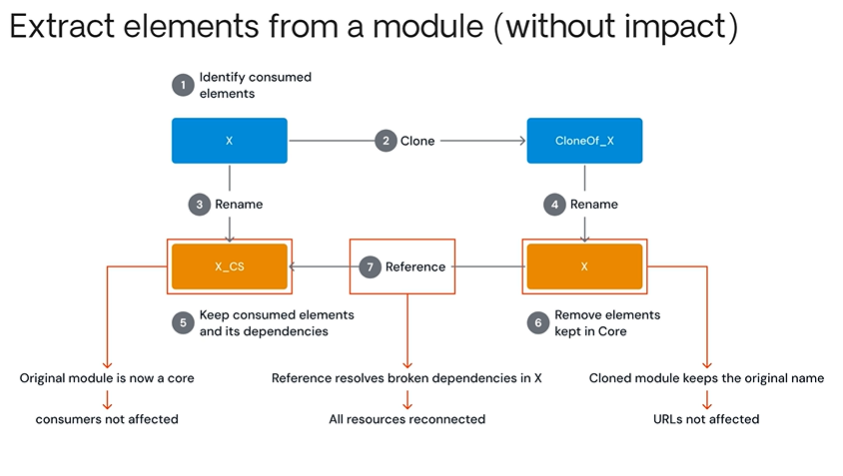 Extract elements from a module (without impact)
1 Identify consumed
elements
X
2 Clone
CloneOf_X
3 Rename
4 Rename
X_CS
7 Reference
X
5 Keep consumed elements
and its dependencies
6 Remove elements
kept in Core
Original module is now a core
Reference resolves broken dependencies in X
Cloned module keeps the original name
consumers not affected
All resources reconnected
URLs not affected